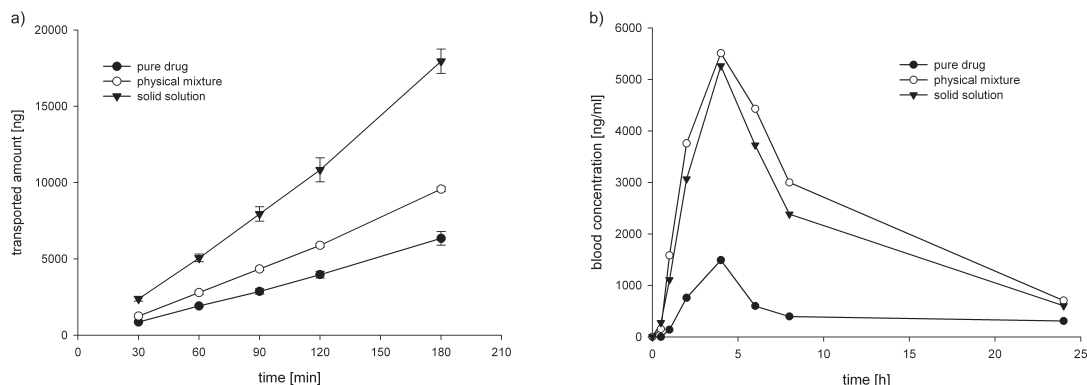 a)
20000
15000
10000
5000
0
transported amount [ng]
pure drug
physical mixture
solid solution
0 30 60 90 120 150 180 210
time [min]
b)
6000
5000
4000
3000
2000
1000
0
blood concentration [ng/ml]
pure drug
physical mixture
solid solution
0 5 10 15 20 25
time [h]